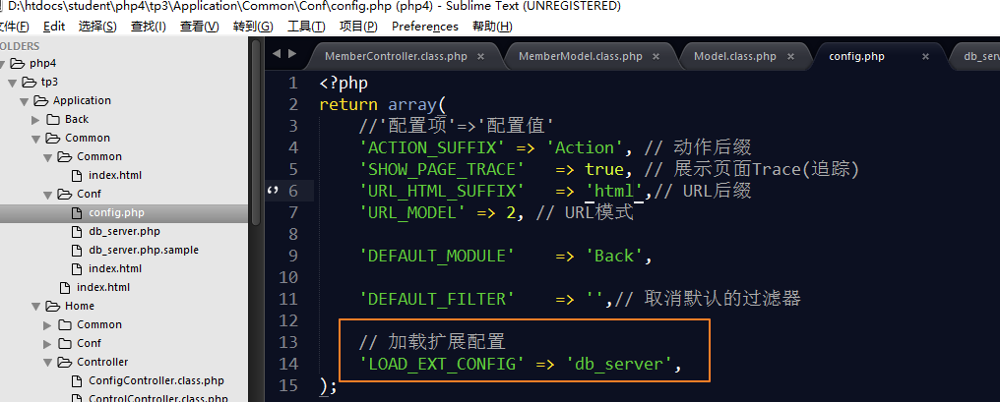 D:\htdocs\student\php4\tp3\Application\Common\Conf\config.php (php4) - Sublime Text (UNREGISTERED)
文件(F) Edit 选择(S) 查找(I) 查看(V) 转到(G) 工具(T) 项目(P) Preferences 帮助(H)
OLDERS
php4
tp3
Application
Back
Common
Common
index.html
Conf
config.php
db_server.php
db_server.php.sample
index.html
index.html
Home
Common
Conf
Controller
ConfigController.class.php
ControlController.class.php
MemberController.class.php × MemberModel.class.php × Model.class.php × config.php × db_serv
1 <?php
2 return array(
3 //'配置项'=>'配置值'
4 'ACTION_SUFFIX' => 'Action', // 动作后缀
5 'SHOW_PAGE_TRACE' => true, // 展示页面Trace(追踪)
6 'URL_HTML_SUFFIX' => 'html',// URL后缀
7 'URL_MODEL' => 2, // URL模式
8
9 'DEFAULT_MODULE' => 'Back',
10
11 'DEFAULT_FILTER' => '',// 取消默认的过滤器
12
13 // 加载扩展配置
14 'LOAD_EXT_CONFIG' => 'db_server',
15 );